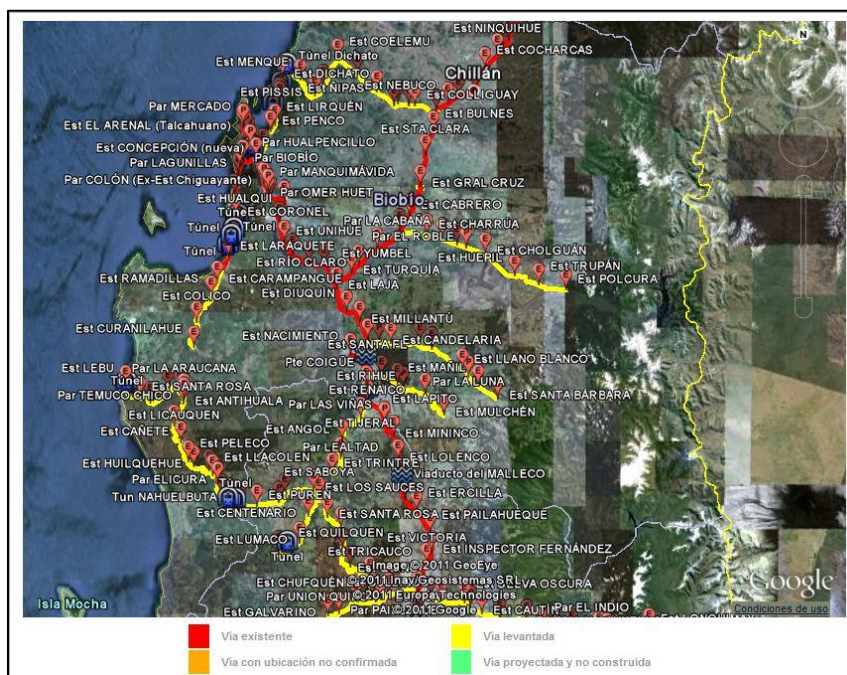 Est NINQUIHUE
Est COELEMU
Est COCHARCAS
Est MENQUE
Túnel Dichato
Chillán
Est DICHATO
Est NEBUCO
Est PISSIS
Est ÑIPAS
Est COLLIGUAY
Par MERCADO
Est LIRQUÉN
Est BULNES
Est EL ARENAL (Talcahuano)
Est PENCO
Est STA CLARA
Est CONCEPCIÓN (nueva)
Par HUALPENCILLO
Par LAGUNILLAS
Par BIOBÍO
Par MANQUIMÁVIDA
Par COLÓN (Ex-Est Chiguayante)
Est GRAL CRUZ
Par OMER HUET
Biobío
Est HUALQUI
Est CABRERO
Est CORONEL
Par LA CABAÑA
Túnel
Túnel
Est UNIHUE
Est CHARRÚA
Par EL ROBLE
Túnel
Est LARAQUETE
Est YUMBEL
Est HUEPIL
Est CHOLGUÁN
Est RÍO CLARO
Est TURQUÍA
Est TRUPÁN
Est RAMADILLAS
Est CARAMPANGUE
Est LAJA
Est POLCURA
Est COLICO
Est DIUQUÍN
Est CURANILAHUE
Est MILLANTÚ
Est NACIMIENTO
Est CANDELARIA
Est SANTA FE
Pte COIGÜE
Est LLANO BLANCO
Est LEBU
Par LA ARAUCANA
Est RIHUE
Est MAÑIL
Par LA LUNA
Túnel
Est SANTA ROSA
Est RENAICO
Par TEMUCO CHICO
Est ANTIHUALA
Par LAS VIÑAS
Est LAPITO
Est SANTA BÁRBARA
Est LICAUQUEN
Est MULCHÉN
Est CAÑETE
Est ANGOL
Est TIJERAL
Est MININCO
Est PELECO
Par LEALTAD
Est LLACOLEN
Est LOLENCO
Est HUILQUEHUE
Est TRINTRE
Par ELICURA
Túnel
Est SABOYA
Viaducto del MALLECO
Tun NAHUELBUTA
Est LOS SAUCES
Est PUREN
Est ERCILLA
Est CENTENARIO
Est SANTA ROSA
Est PAILAHUEQUE
Est LUMACO
Est QUILQUEN
Est VICTORIA
Túnel
Est TRICAUCO
Est INSPECTOR FERNÁNDEZ
Image © 2011 GeoEye
Est CHUFQUÉN
© 2011 Inav/Geosistemas SRL
© 2011 Europa Technologies
© 2011 Google
Isla Mocha
Est GALVARINO
Par EL INDIO
Google
Condiciones de uso
N
Vía existente
Vía levantada
Vía con ubicación no confirmada
Vía proyectada y no construida